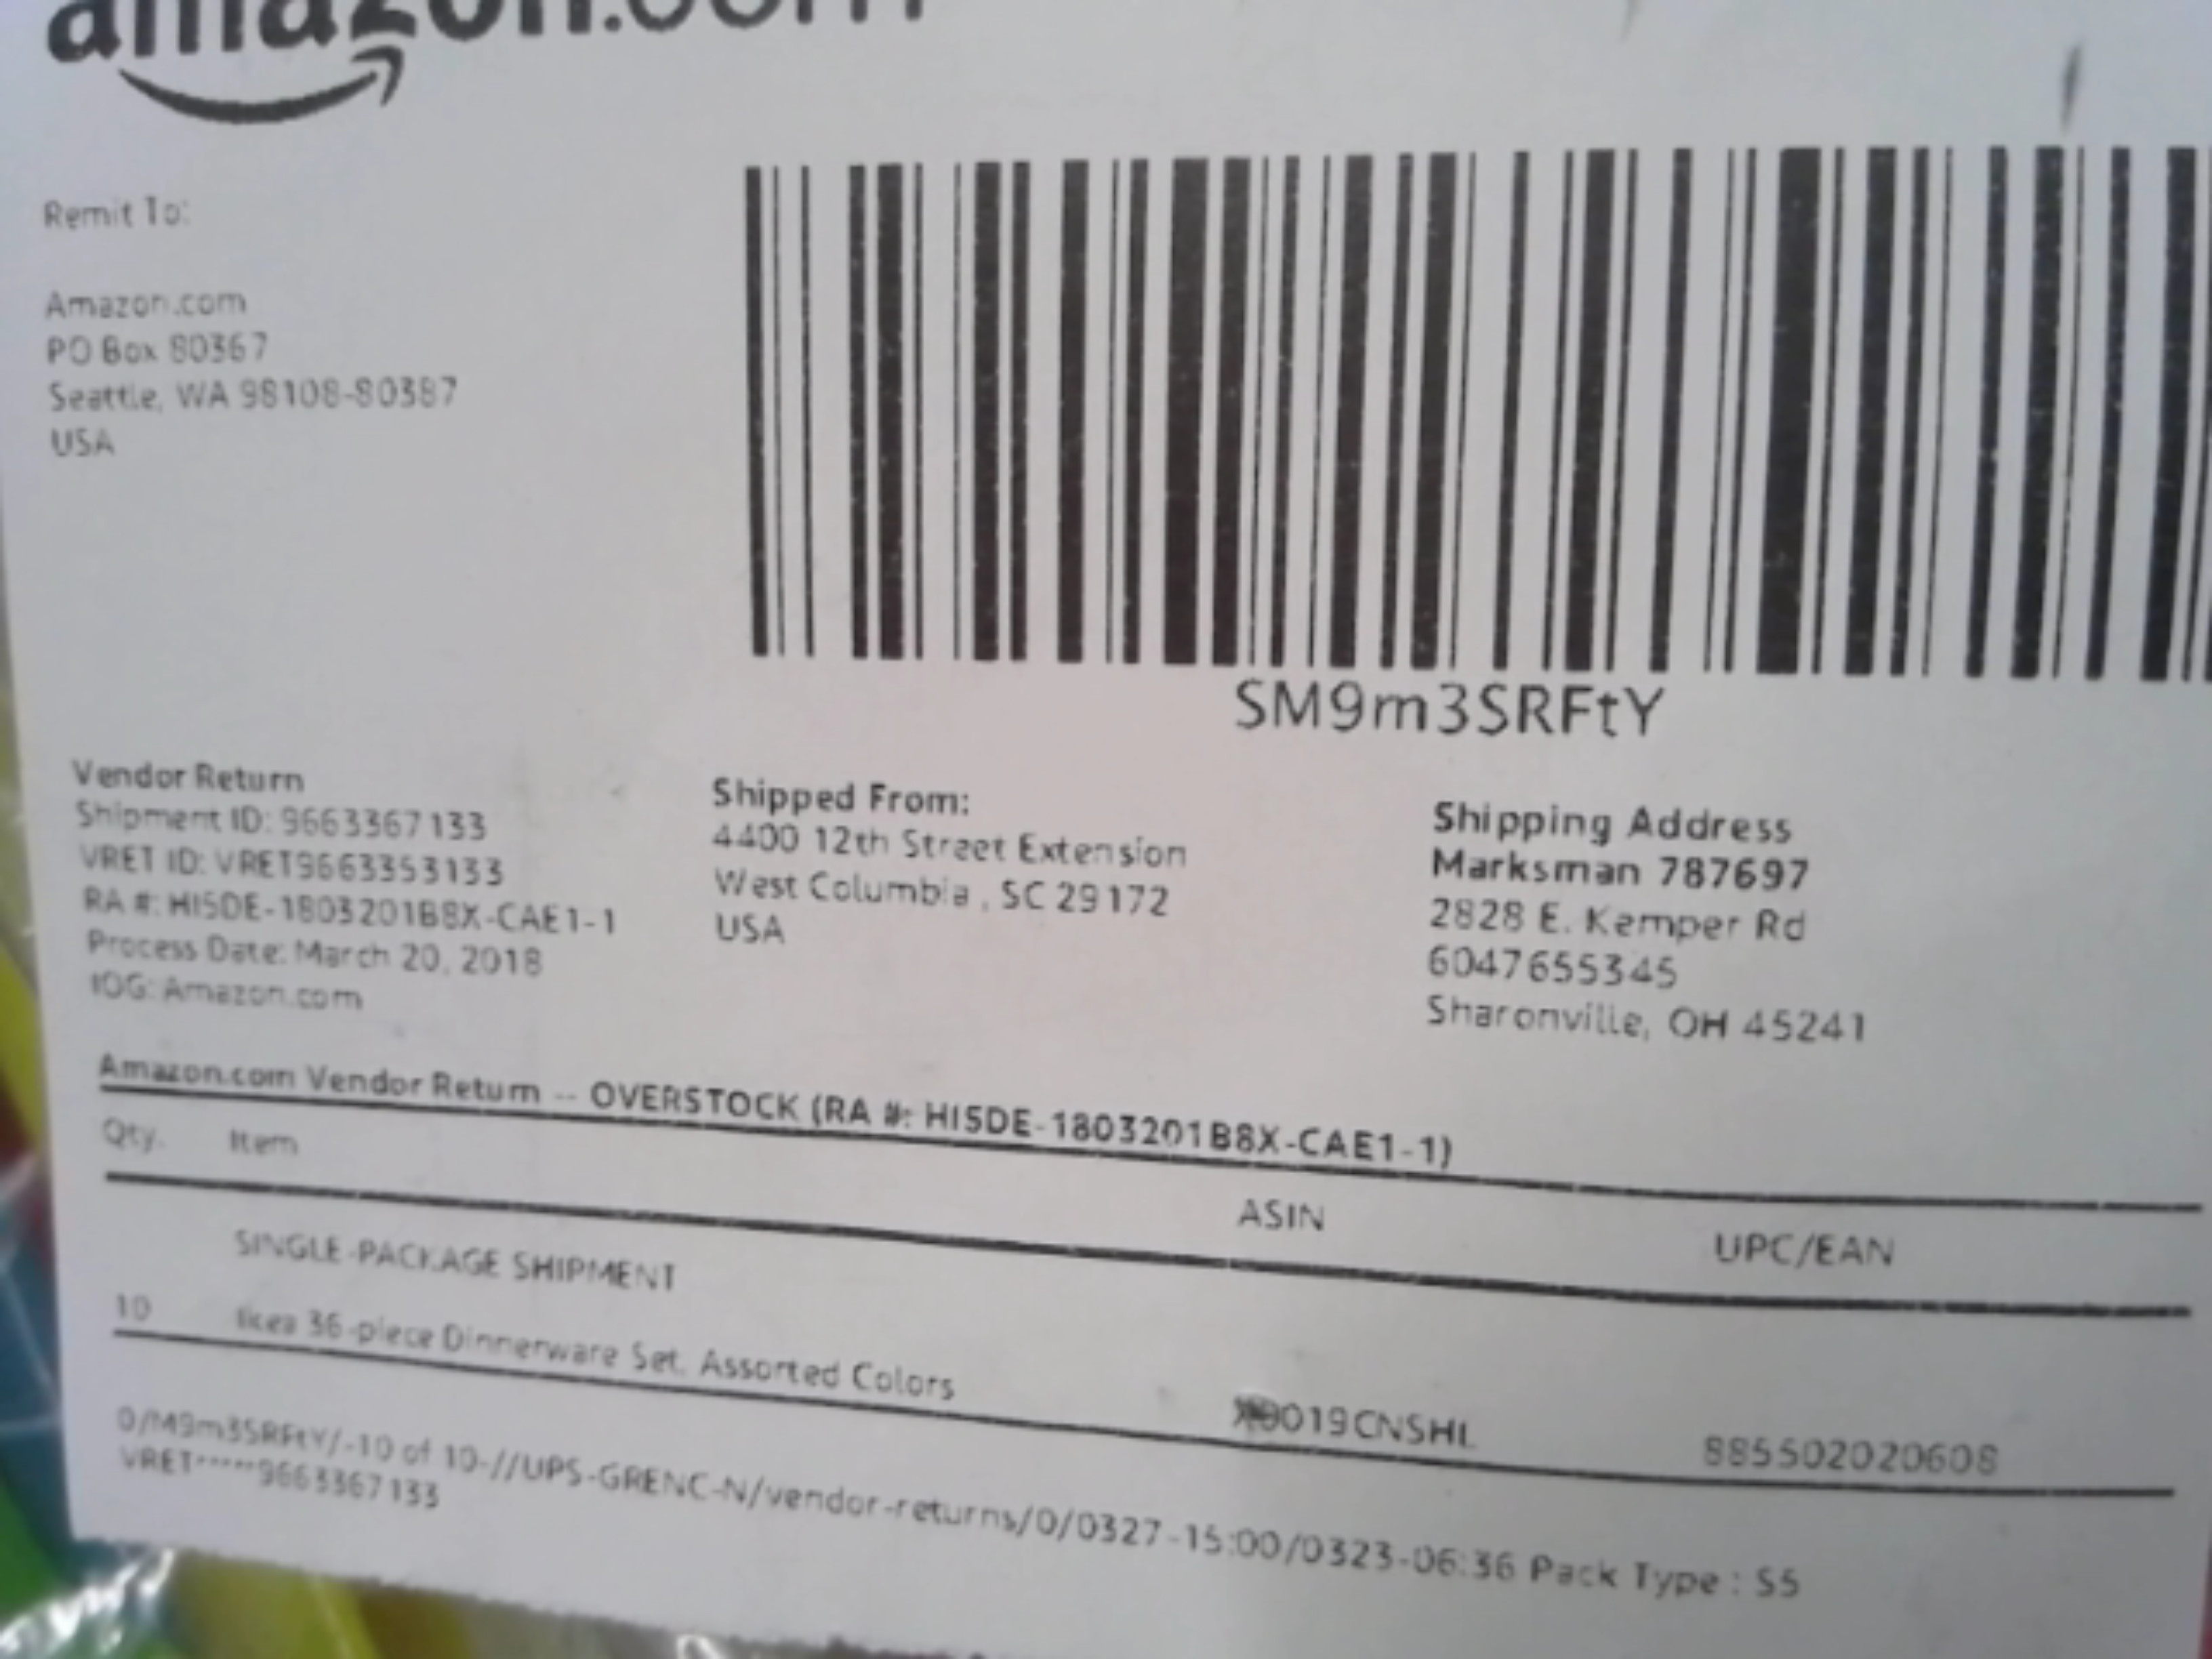 amazon.com
Remit To:
Amazon.com
PO Box 80367
Seattle, WA 98108-80387
USA
SM9m3SRFtY
Vendor Return
Shipment ID: 9663367133
VRET ID: VRET9663353133
RA #: HI5DE-1803201B8X-CAE1-1
Process Date: March 20, 2018
IOG: Amazon.com
Shipped From:
4400 12th Street Extension
West Columbia , SC 29172
USA
Shipping Address
Marksman 787697
2828 E. Kemper Rd
6047655345
Sharonville, OH 45241
Amazon.com Vendor Return -- OVERSTOCK (RA #: HI5DE-1803201B8X-CAE1-1)
Qty. Item ASIN UPC/EAN
SINGLE-PACKAGE SHIPMENT
10 36-piece Dinnerware Set, Assorted Colors 885502020608
0/M9m3SRFtY/-10 of 10-//UPS-GRENC-N/vendor-returns/0/0327-15:00/0323-06:36 Pack Type : S5
VRET*****9663367133